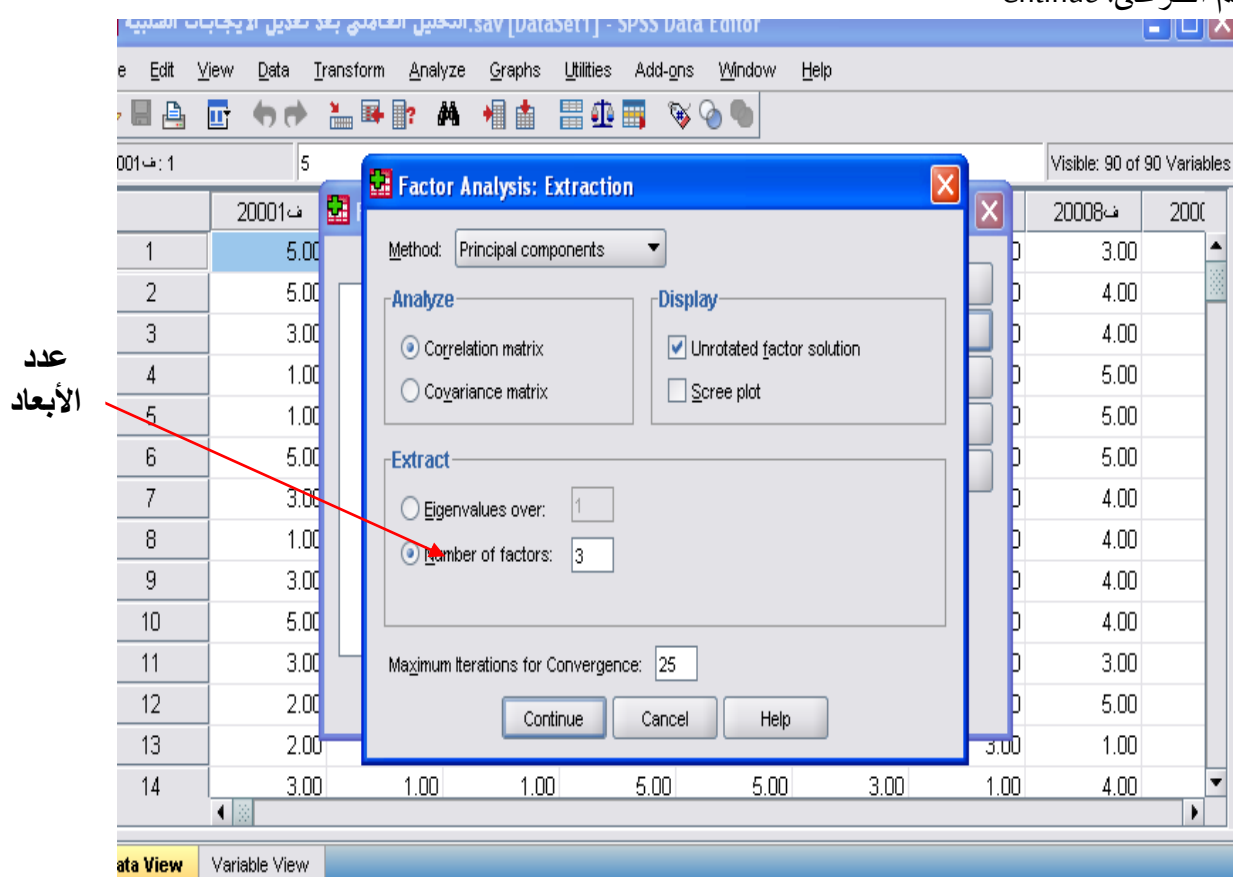 ثم النقر على: Contniue
التحليل العاملي بعد تعديل الايجابات السلبية.sav [DataSet1] - SPSS Data Editor
e Edit View Data Transform Analyze Graphs Utilities Add-ons Window Help
001ف: 1 5 Visible: 90 of 90 Variables
ف20001 ف20008 2000
Factor Analysis: Extraction
1 5.00 3.00
Method: Principal components
2 5.00 4.00
Analyze Display
3 3.00 4.00
Correlation matrix Unrotated factor solution
4 1.00 5.00
Covariance matrix Scree plot
عدد
الأبعاد
5 1.00 5.00
6 5.00 5.00
Extract
7 3.00 4.00
Eigenvalues over: 1
8 1.00 4.00
Number of factors: 3
9 3.00 4.00
10 5.00 4.00
11 3.00 3.00
Maximum Iterations for Convergence: 25
12 2.00 5.00
Continue Cancel Help
13 2.00 3.00 1.00
14 3.00 1.00 1.00 5.00 5.00 3.00 1.00 4.00
ata View Variable View